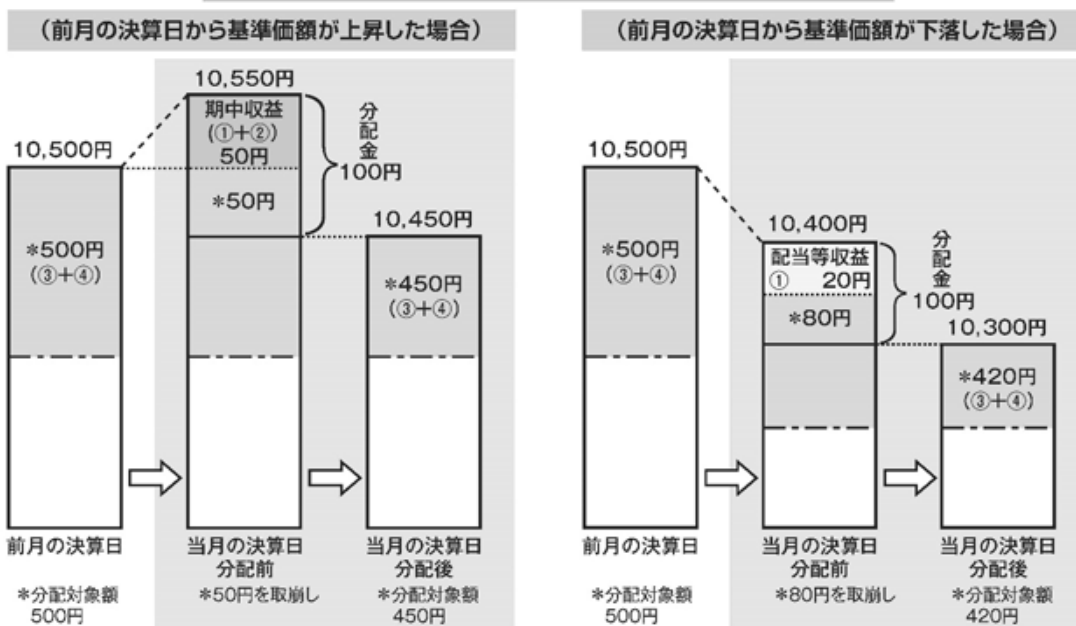 (前月の決算日から基準価額が上昇した場合)
10,550円
期中収益
(①+②)
50円
*50円
分配金
100円
10,500円
*500円
(③+④)
10,450円
*450円
(③+④)
前月の決算日
当月の決算日
分配前
当月の決算日
分配後
*分配対象額
500円
*50円を取崩し
*分配対象額
450円
(前月の決算日から基準価額が下落した場合)
10,500円
*500円
(③+④)
10,400円
配当等収益
① 20円
*80円
分配金
100円
10,300円
*420円
(③+④)
前月の決算日
当月の決算日
分配前
当月の決算日
分配後
*分配対象額
500円
*80円を取崩し
*分配対象額
420円